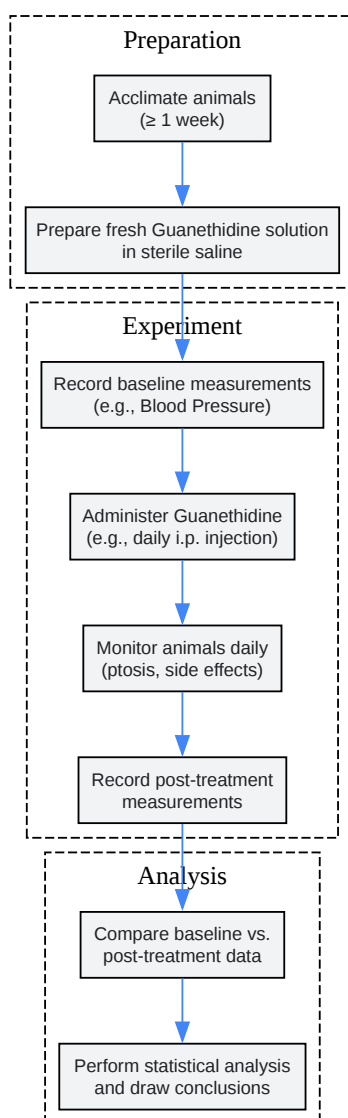 Preparation
Acclimate animals
(≥ 1 week)
Prepare fresh Guanethidine solution
in sterile saline
Experiment
Record baseline measurements
(e.g., Blood Pressure)
Administer Guanethidine
(e.g., daily i.p. injection)
Monitor animals daily
(ptosis, side effects)
Record post-treatment
measurements
Analysis
Compare baseline vs.
post-treatment data
Perform statistical analysis
and draw conclusions